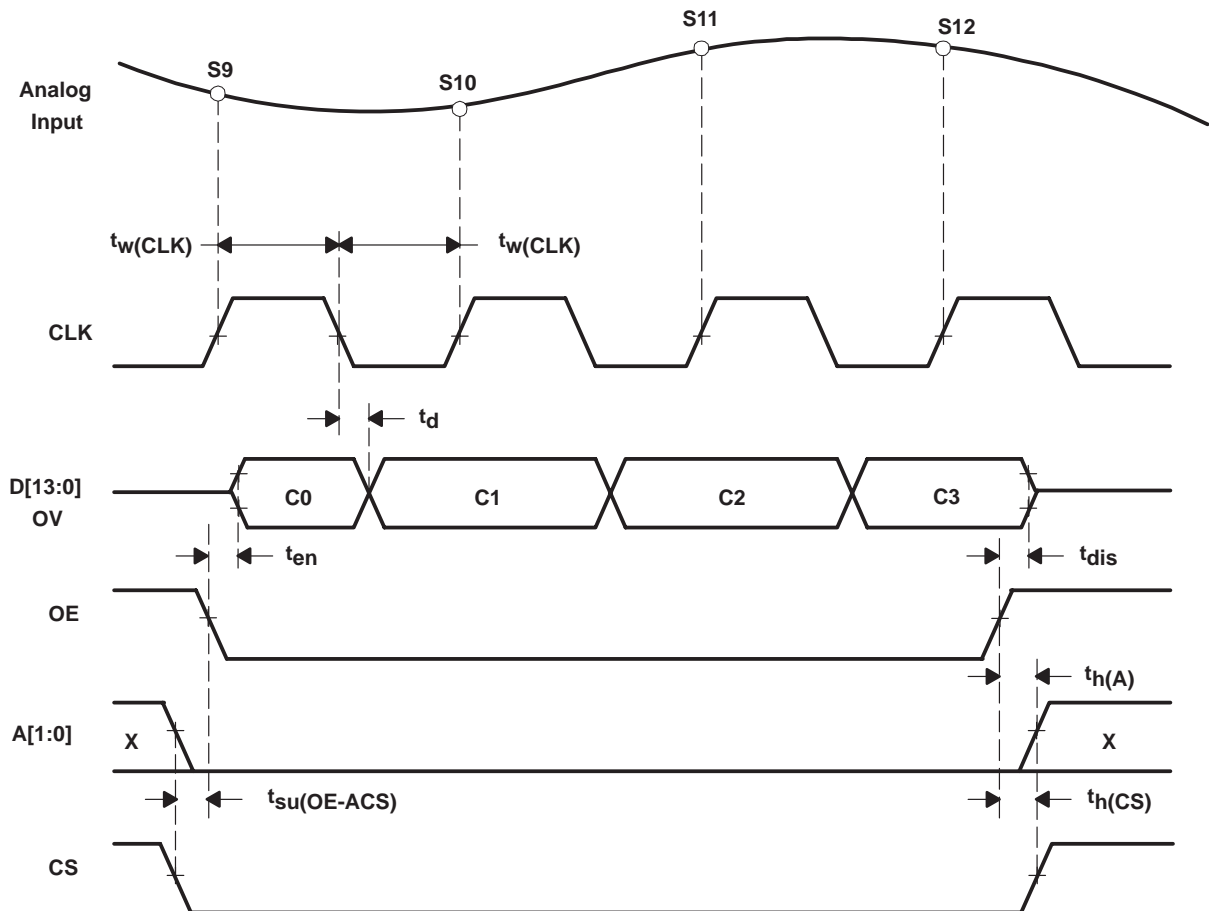 S9
S10
S11
S12
Analog
Input
tw(CLK)
tw(CLK)
CLK
td
D[13:0]
OV
C0
C1
C2
C3
ten
tdis
OE
th(A)
A[1:0]
X
X
tsu(OE-ACS)
th(CS)
CS